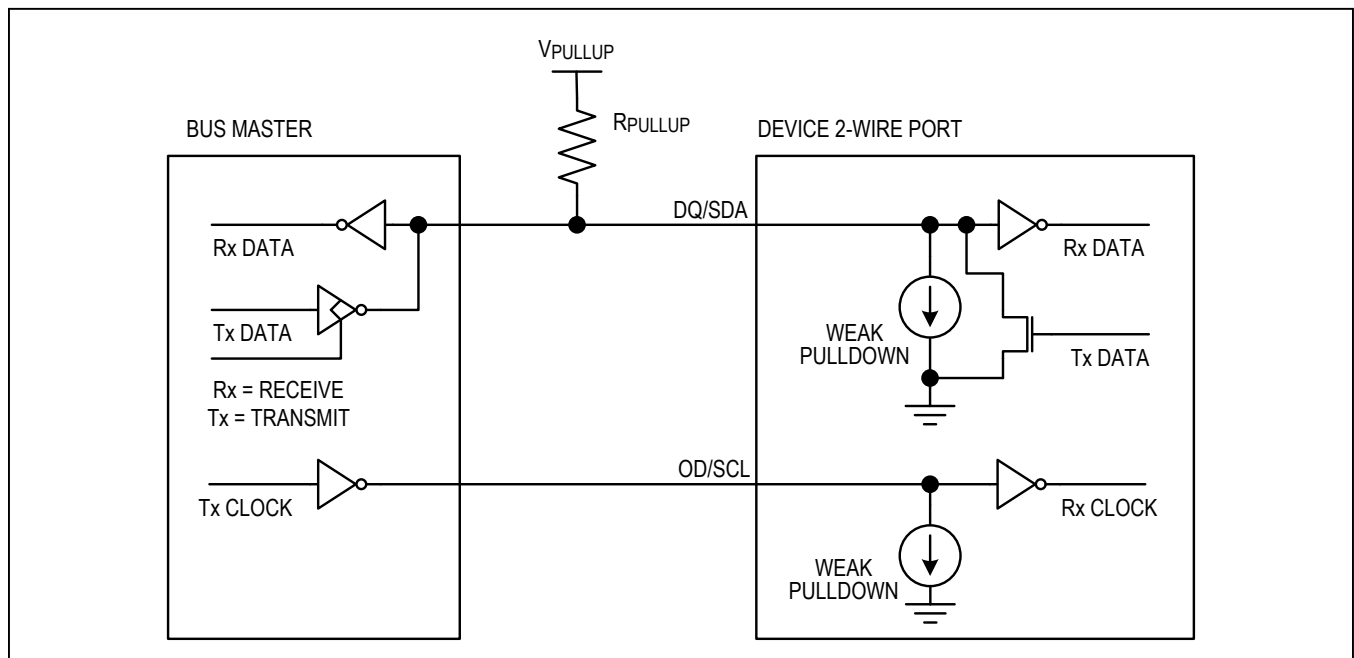 VPULLUP
RPULLUP
BUS MASTER
DEVICE 2-WIRE PORT
DQ/SDA
Rx DATA
Rx DATA
Tx DATA
WEAK
PULLDOWN
Tx DATA
Rx = RECEIVE
Tx = TRANSMIT
OD/SCL
Tx CLOCK
Rx CLOCK
WEAK
PULLDOWN